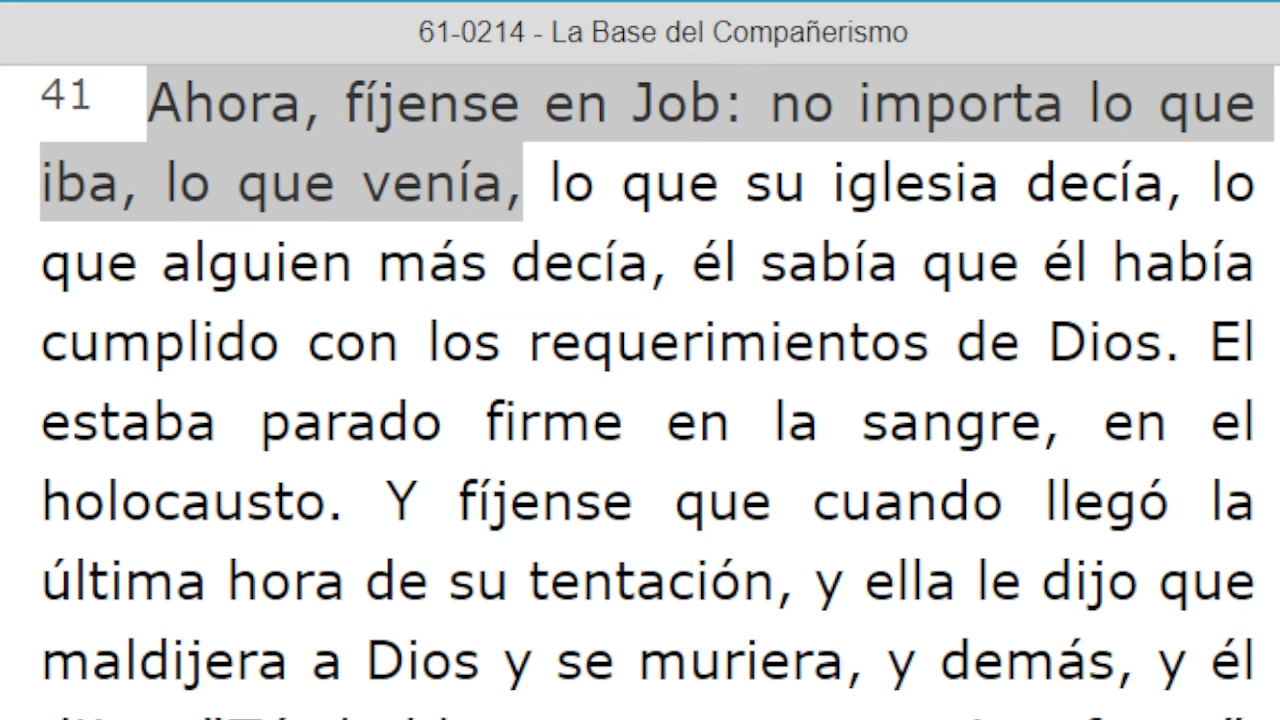 61-0214 - La Base del Compañerismo
41 Ahora, fíjense en Job: no importa lo que
iba, lo que venía, lo que su iglesia decía, lo
que alguien más decía, él sabía que él había
cumplido con los requerimientos de Dios. El
estaba parado firme en la sangre, en el
holocausto. Y fíjense que cuando llegó la
última hora de su tentación, y ella le dijo que
maldijera a Dios y se muriera, y demás, y él